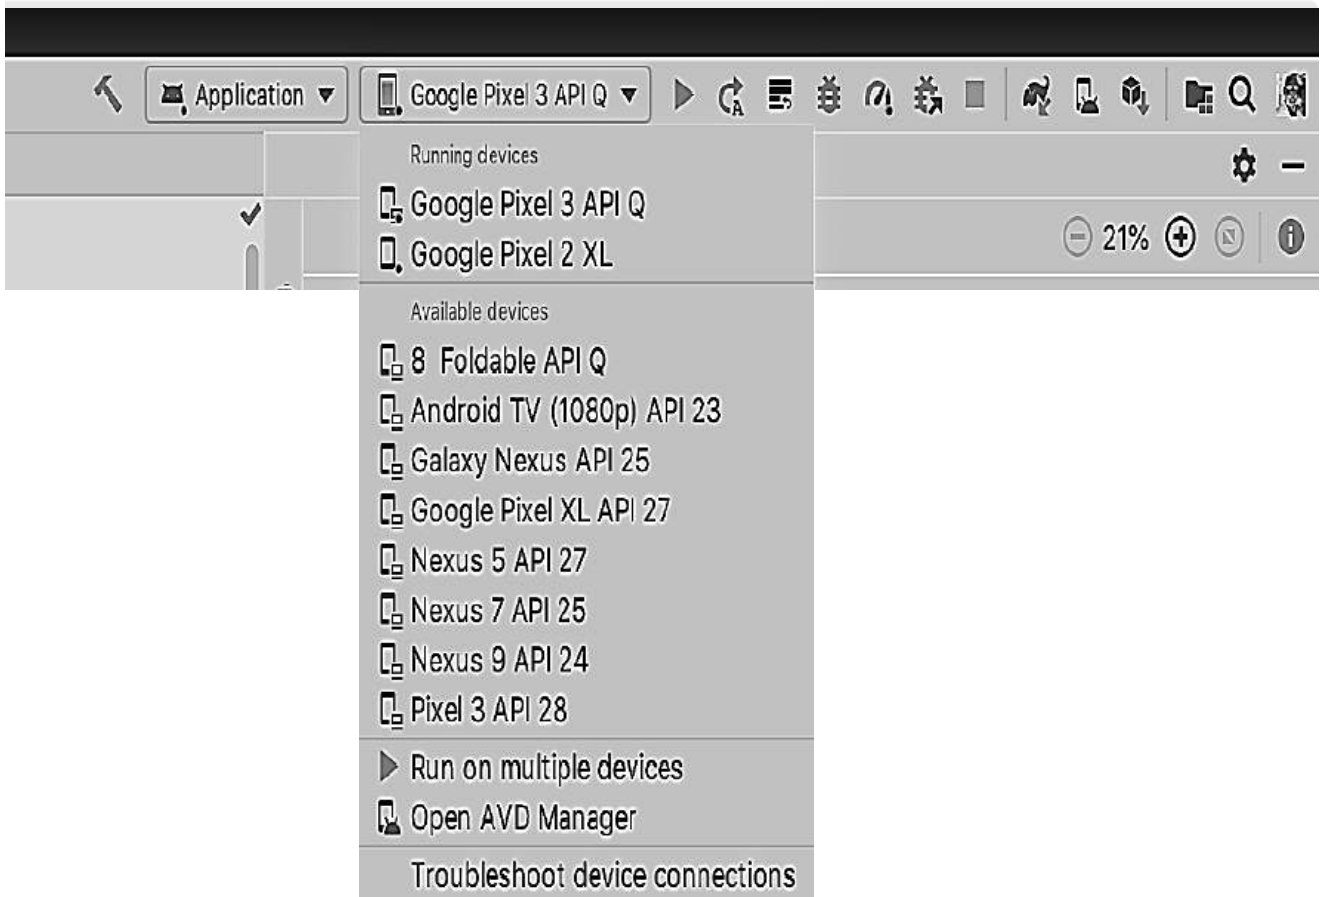 Application
Google Pixel 3 API Q
Running devices
Google Pixel 3 API Q
21%
Google Pixel 2 XL
Available devices
8 Foldable API Q
Android TV (1080p) API 23
Galaxy Nexus API 25
Google Pixel XL API 27
Nexus 5 API 27
Nexus 7 API 25
Nexus 9 API 24
Pixel 3 API 28
Run on multiple devices
Open AVD Manager
Troubleshoot device connections